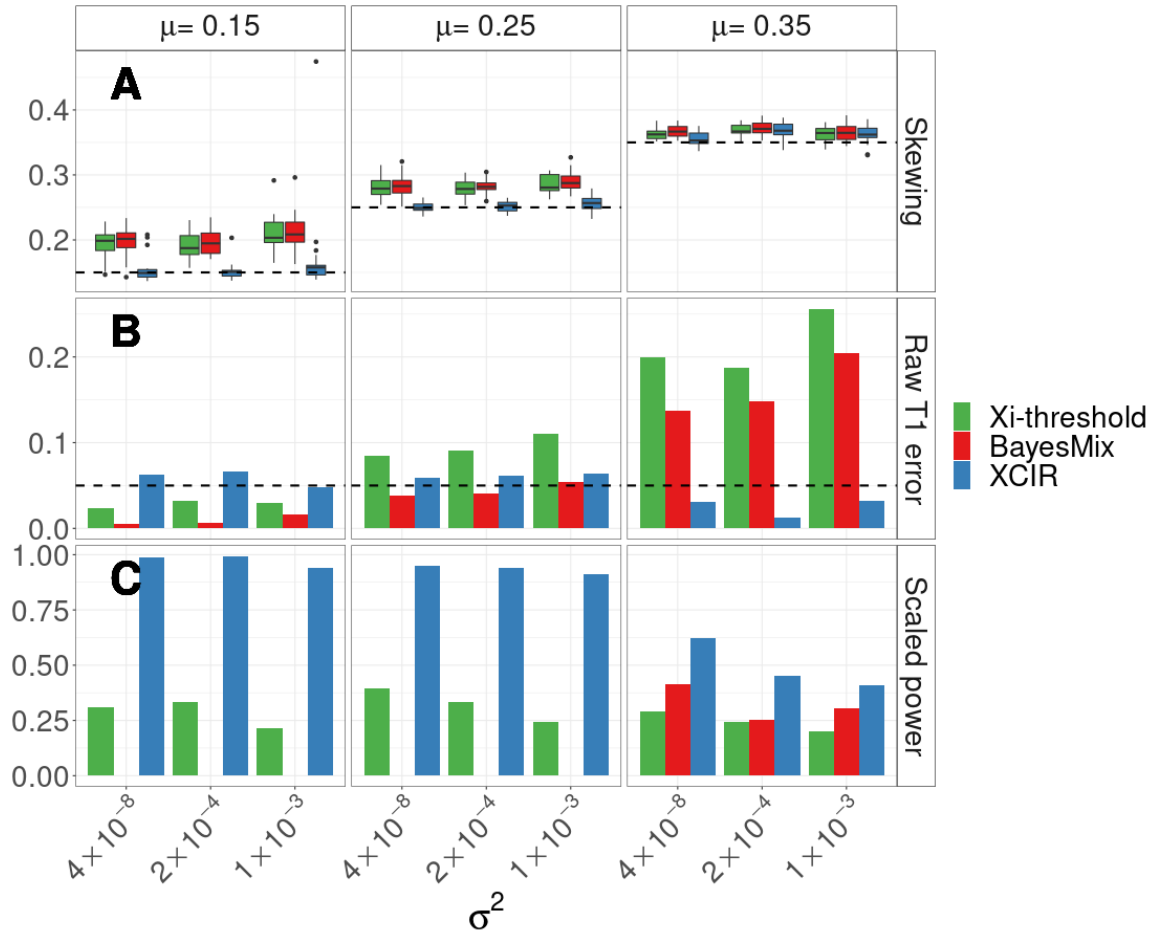 μ= 0.15
μ= 0.25
μ= 0.35
A
0.4
0.3
0.2
Skewing
B
0.2
0.1
0.0
Raw T1 error
C
1.00
0.75
0.50
0.25
0.00
Scaled power
4×10⁻⁸
2×10⁻⁴
1×10⁻³
4×10⁻⁸
2×10⁻⁴
1×10⁻³
4×10⁻⁸
2×10⁻⁴
1×10⁻³
σ²
Xi-threshold
BayesMix
XCIR